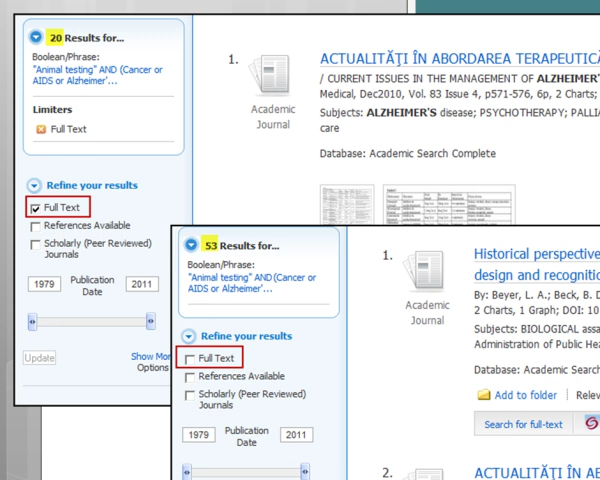 20 Results for...
Boolean/Phrase:
"Animal testing" AND (Cancer or
AIDS or Alzheimer'...
Limiters
Full Text
Refine your results
Full Text
References Available
Scholarly (Peer Reviewed)
Journals
1979 Publication Date 2011
Update
Show Mor
Options
1.
Academic
Journal
ACTUALITĂŢI ÎN ABORDAREA TERAPEUTIC
/ CURRENT ISSUES IN THE MANAGEMENT OF ALZHEIMER'
Medical, Dec2010, Vol. 83 Issue 4, p571-576, 6p, 2 Charts;
Subjects: ALZHEIMER'S disease; PSYCHOTHERAPY; PALLI
care
Database: Academic Search Complete
53 Results for...
Boolean/Phrase:
"Animal testing" AND (Cancer or
AIDS or Alzheimer'...
Refine your results
Full Text
References Available
Scholarly (Peer Reviewed)
Journals
1979 Publication Date 2011
1.
Academic
Journal
Historical perspective
design and recognitio
By: Beyer, L. A.; Beck, B. D
2 Charts, 1 Graph; DOI: 10
Subjects: BIOLOGICAL assa
Administration of Public Hea
Database: Academic Search
Add to folder Relev
Search for full-text
2.
ACTUALITĂŢI ÎN AB